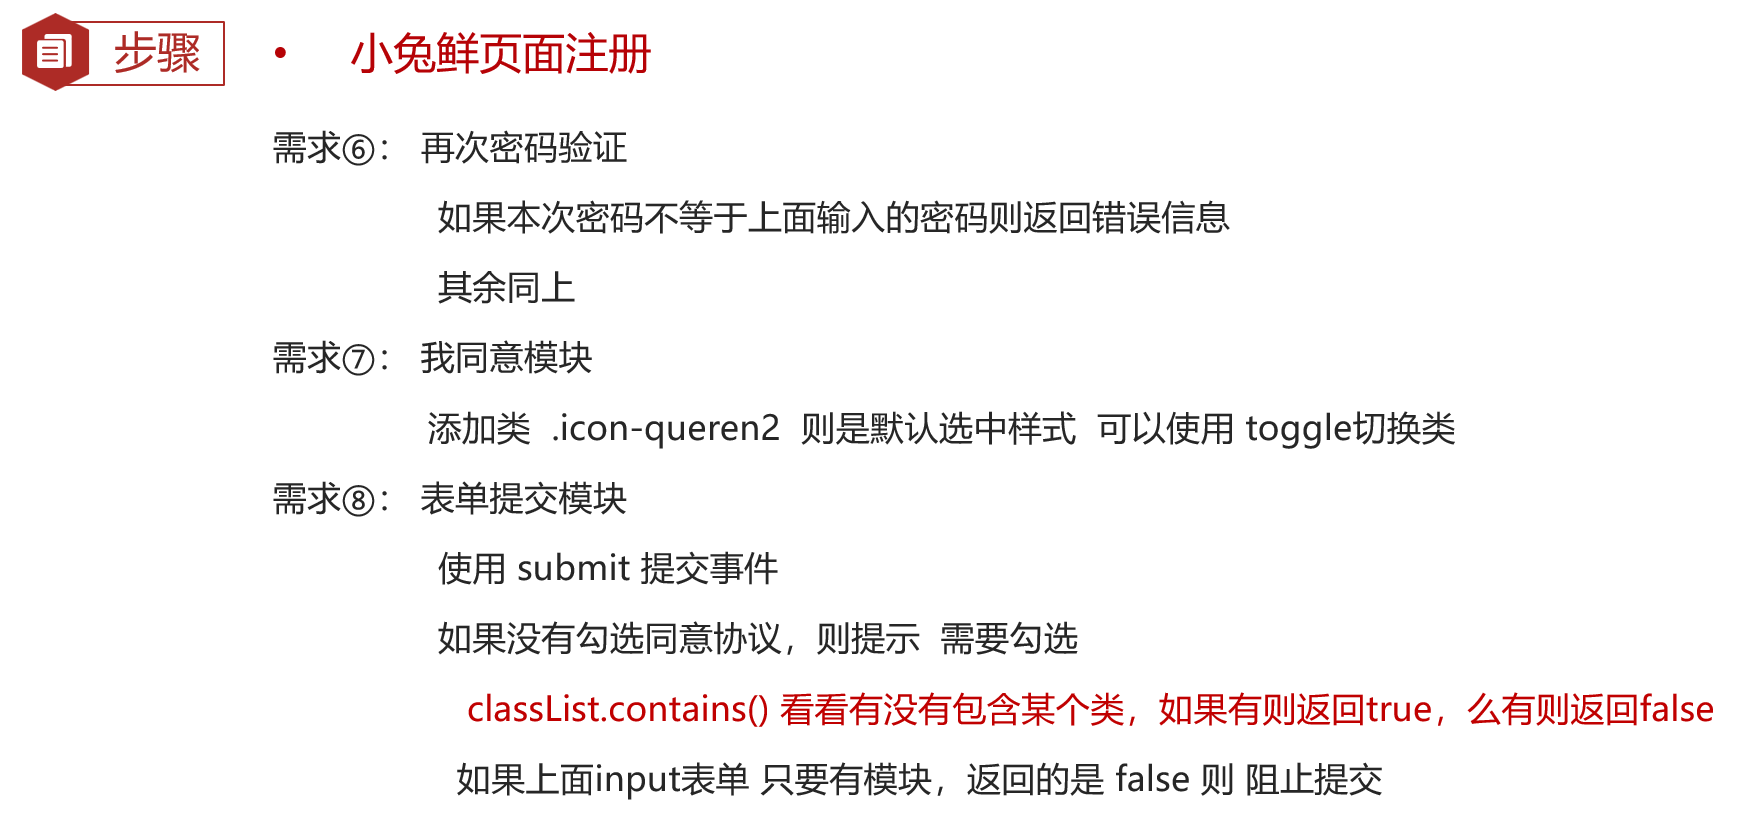 步骤
• 小兔鲜页面注册
需求⑥： 再次密码验证
如果本次密码不等于上面输入的密码则返回错误信息
其余同上
需求⑦： 我同意模块
添加类 .icon-queren2 则是默认选中样式 可以使用 toggle切换类
需求⑧： 表单提交模块
使用 submit 提交事件
如果没有勾选同意协议，则提示 需要勾选
classList.contains() 看看有没有包含某个类，如果有则返回true，么有则返回false
如果上面input表单 只要有模块，返回的是 false 则 阻止提交